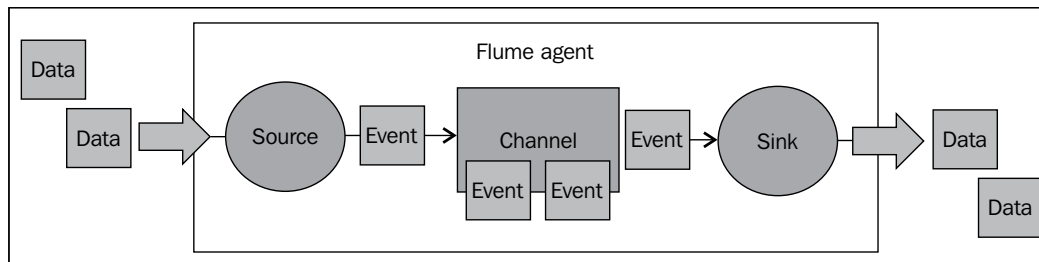 Flume agent
Data
Data
Source
Event
Channel
Event
Event
Event
Sink
Data
Data